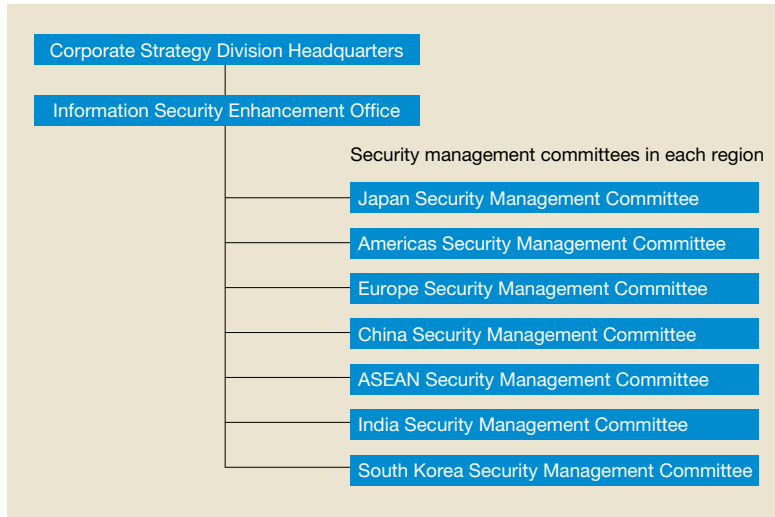 Corporate Strategy Division Headquarters
Information Security Enhancement Office
Security management committees in each region
Japan Security Management Committee
Americas Security Management Committee
Europe Security Management Committee
China Security Management Committee
ASEAN Security Management Committee
India Security Management Committee
South Korea Security Management Committee